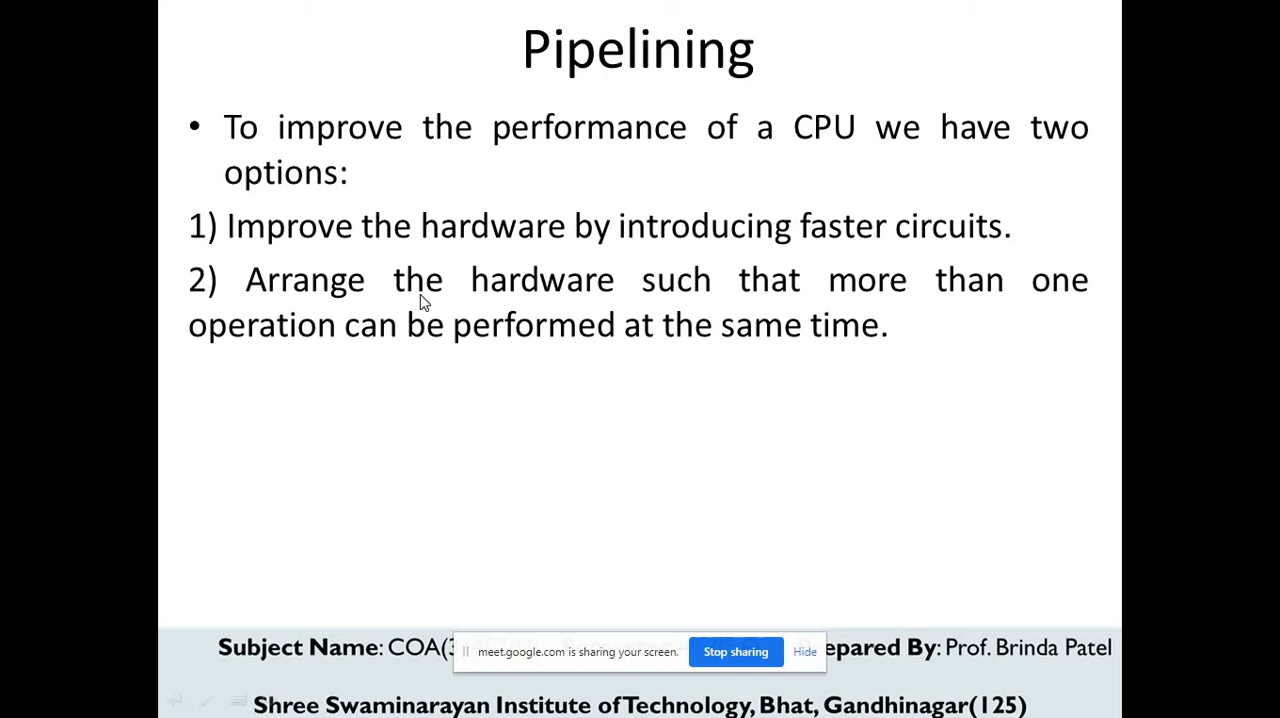 Pipelining
• To improve the performance of a CPU we have two
options:
1) Improve the hardware by introducing faster circuits.
2) Arrange the hardware such that more than one
operation can be performed at the same time.
Subject Name: COA( epared By: Prof. Brinda Patel
meet.google.com is sharing your screen. Stop sharing Hide
Shree Swaminarayan Institute of Technology, Bhat, Gandhinagar(125)